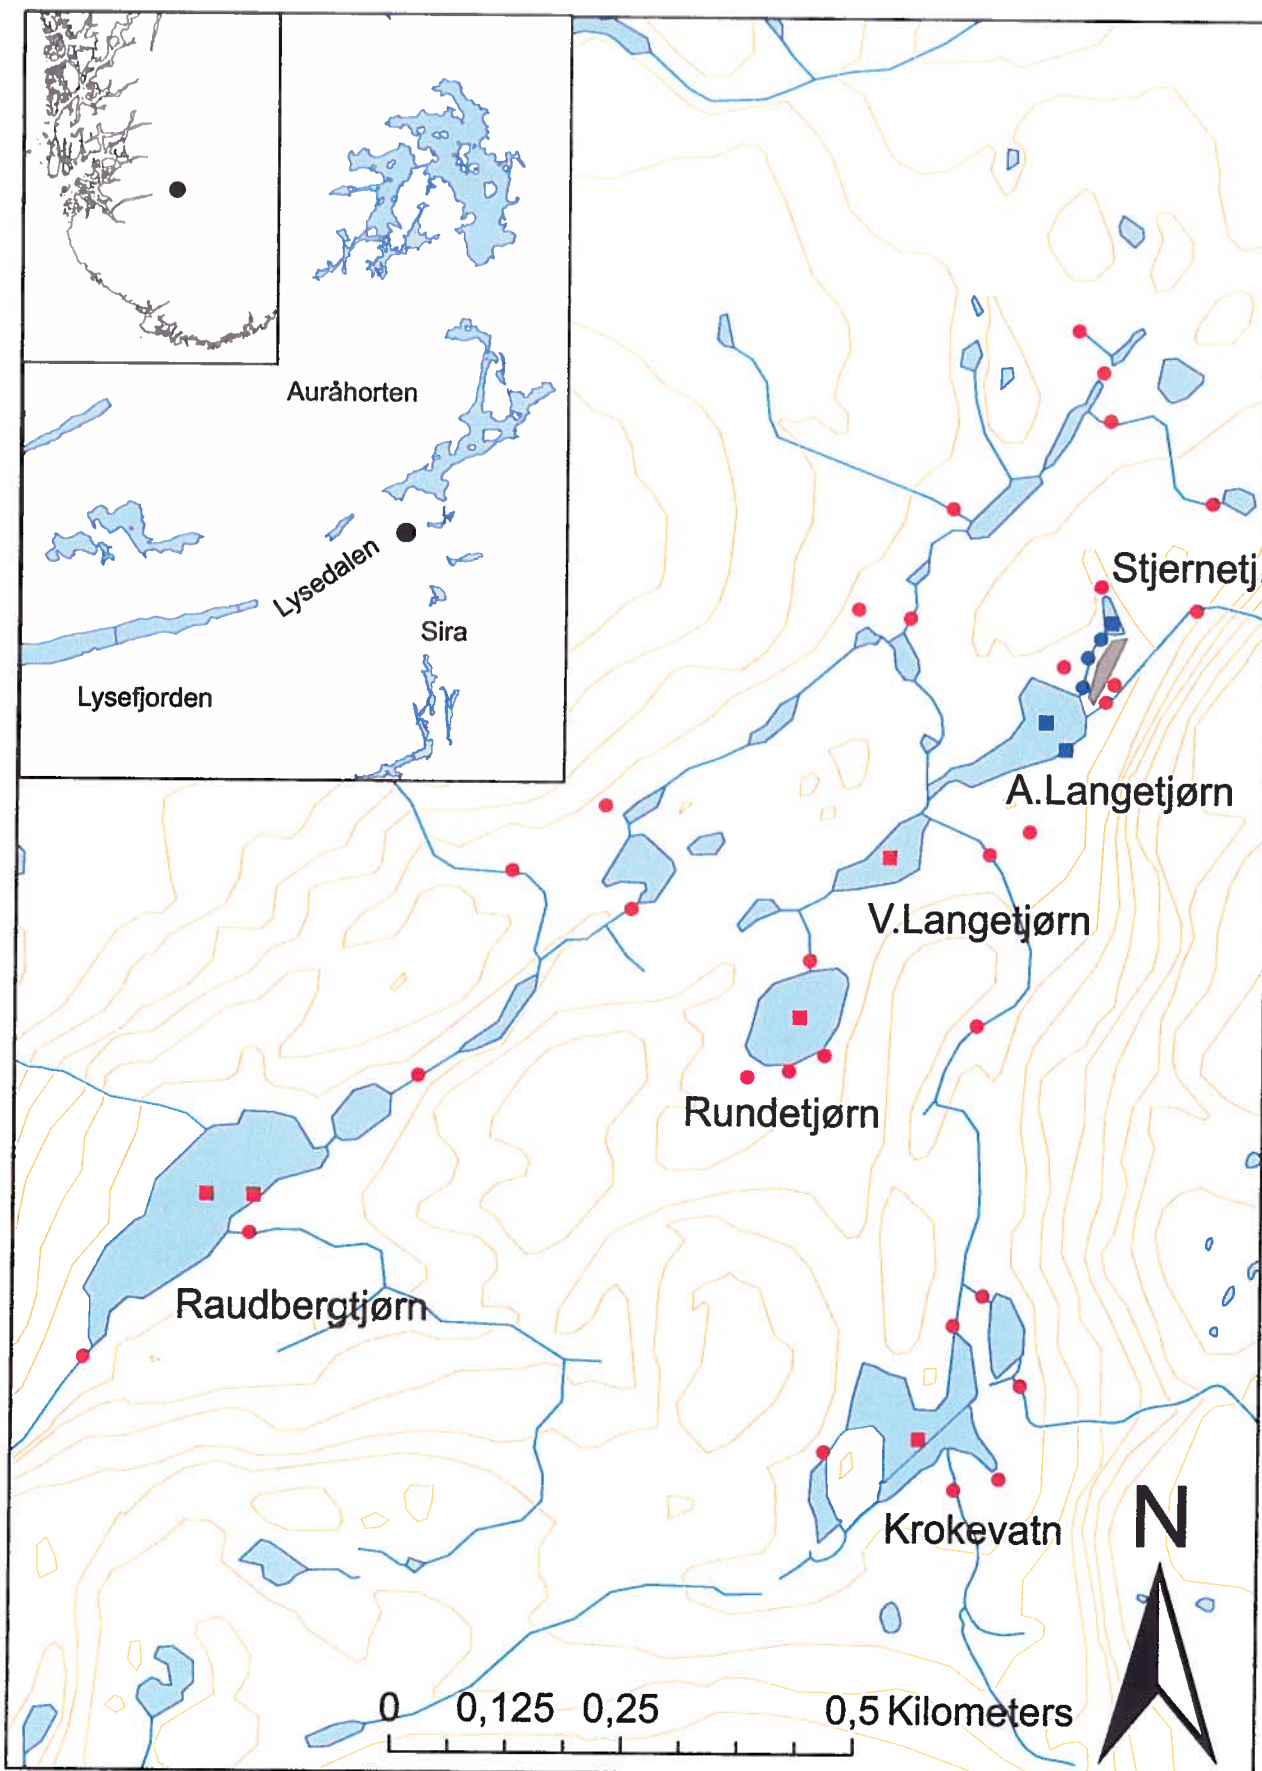 Auråhorten
Lysedalen
Sira
Lysefjorden
Stjernetj.
A.Langetjørn
V.Langetjørn
Rundetjørn
Raudbergtjørn
Krokevatn
N
0 0,125 0,25 0,5 Kilometers